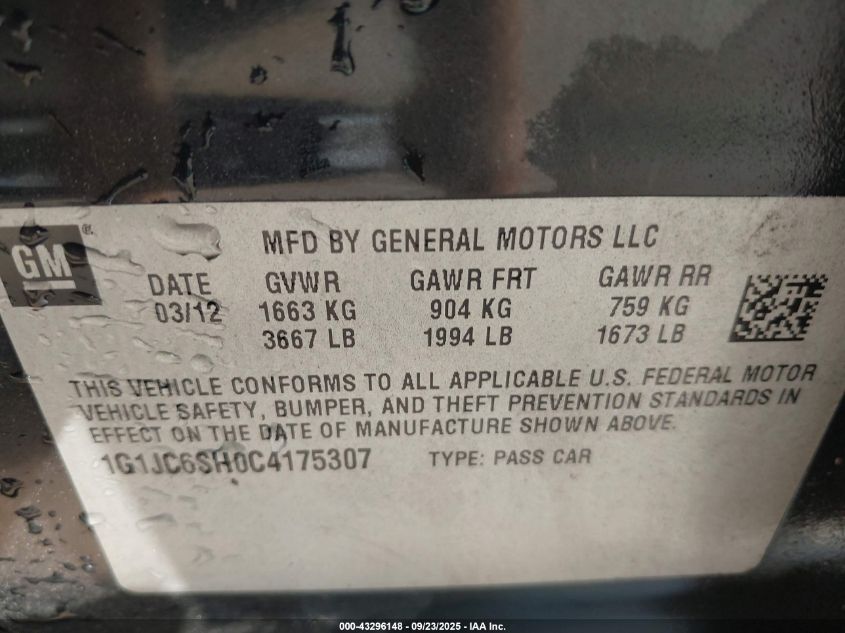 GM®
MFD BY GENERAL MOTORS LLC
DATE GVWR GAWR FRT GAWR RR
03/12 1663 KG 904 KG 759 KG
3667 LB 1994 LB 1673 LB
THIS VEHICLE CONFORMS TO ALL APPLICABLE U.S. FEDERAL MOTOR
VEHICLE SAFETY, BUMPER, AND THEFT PREVENTION STANDARDS IN
EFFECT ON THE DATE OF MANUFACTURE SHOWN ABOVE.
1G1JC6SH0C4175307 TYPE: PASS CAR
000-43296148 - 09/23/2025 - IAA Inc.